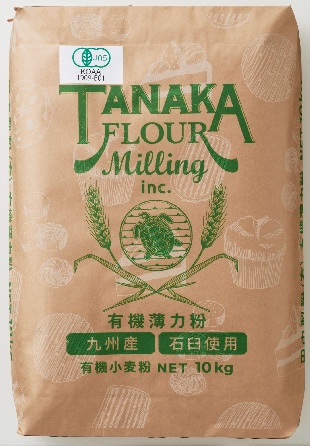 JAS
KOAA
TANAKA
FLOUR
Milling
inc.
有機薄力粉
九州産 石臼使用
有機小麦粉 NET 10kg